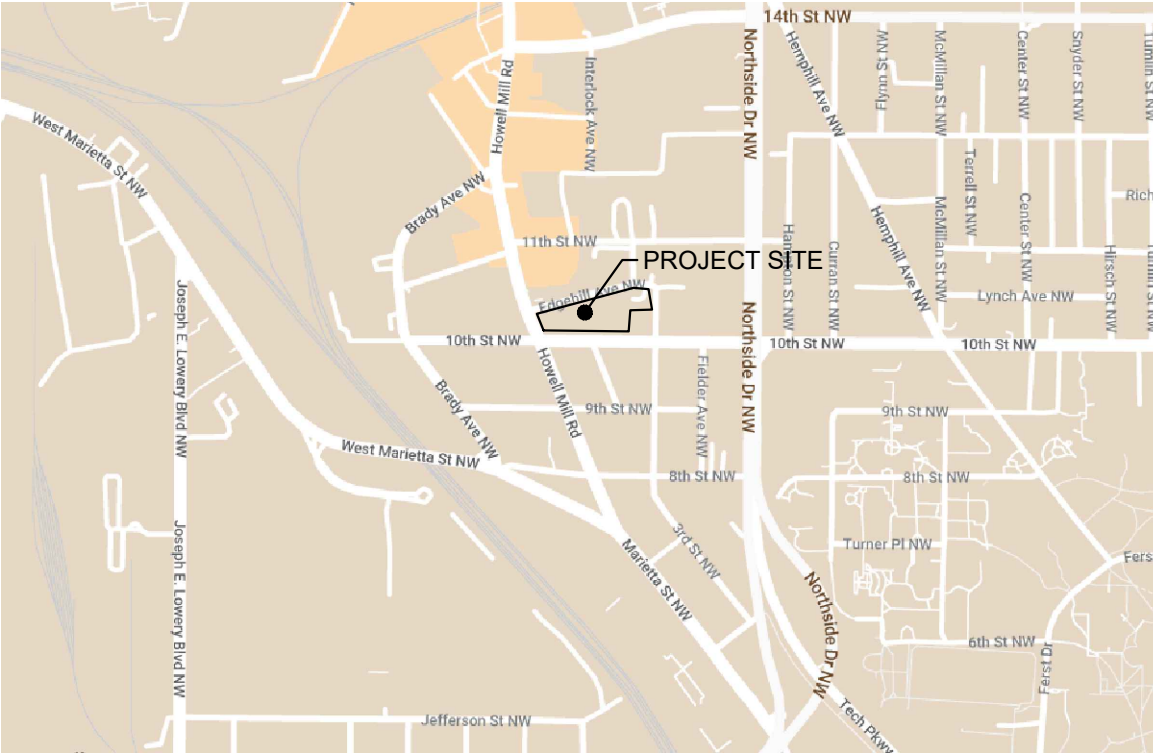 14th St NW
Northside Dr NW
Hemphill Ave NW
Flynn St NW
McMillan St NW
Center St NW
Snyder St NW
Tumlin St NW
Howell Mill Rd
Interlock Ave NW
West Marietta St NW
Terrell St NW
Brady Ave NW
McMillan St NW
Center St NW
Rich
Hemphill Ave NW
11th St NW
Curran St NW
Hirsch St NW
PROJECT SITE
Edgehill Ave NW
Lynch Ave NW
Joseph E. Lowery Blvd NW
Northside Dr NW
10th St NW
10th St NW
10th St NW
Howell Mill Rd
Fielder Ave NW
Brady Ave NW
9th St NW
9th St NW
West Marietta St NW
8th St NW
8th St NW
Joseph E. Lowery Blvd NW
3rd St NW
Turner Pl NW
Marietta St NW
Fers
Northside Dr NW
6th St NW
Ferst Dr
Jefferson St NW
Tech Pkwy